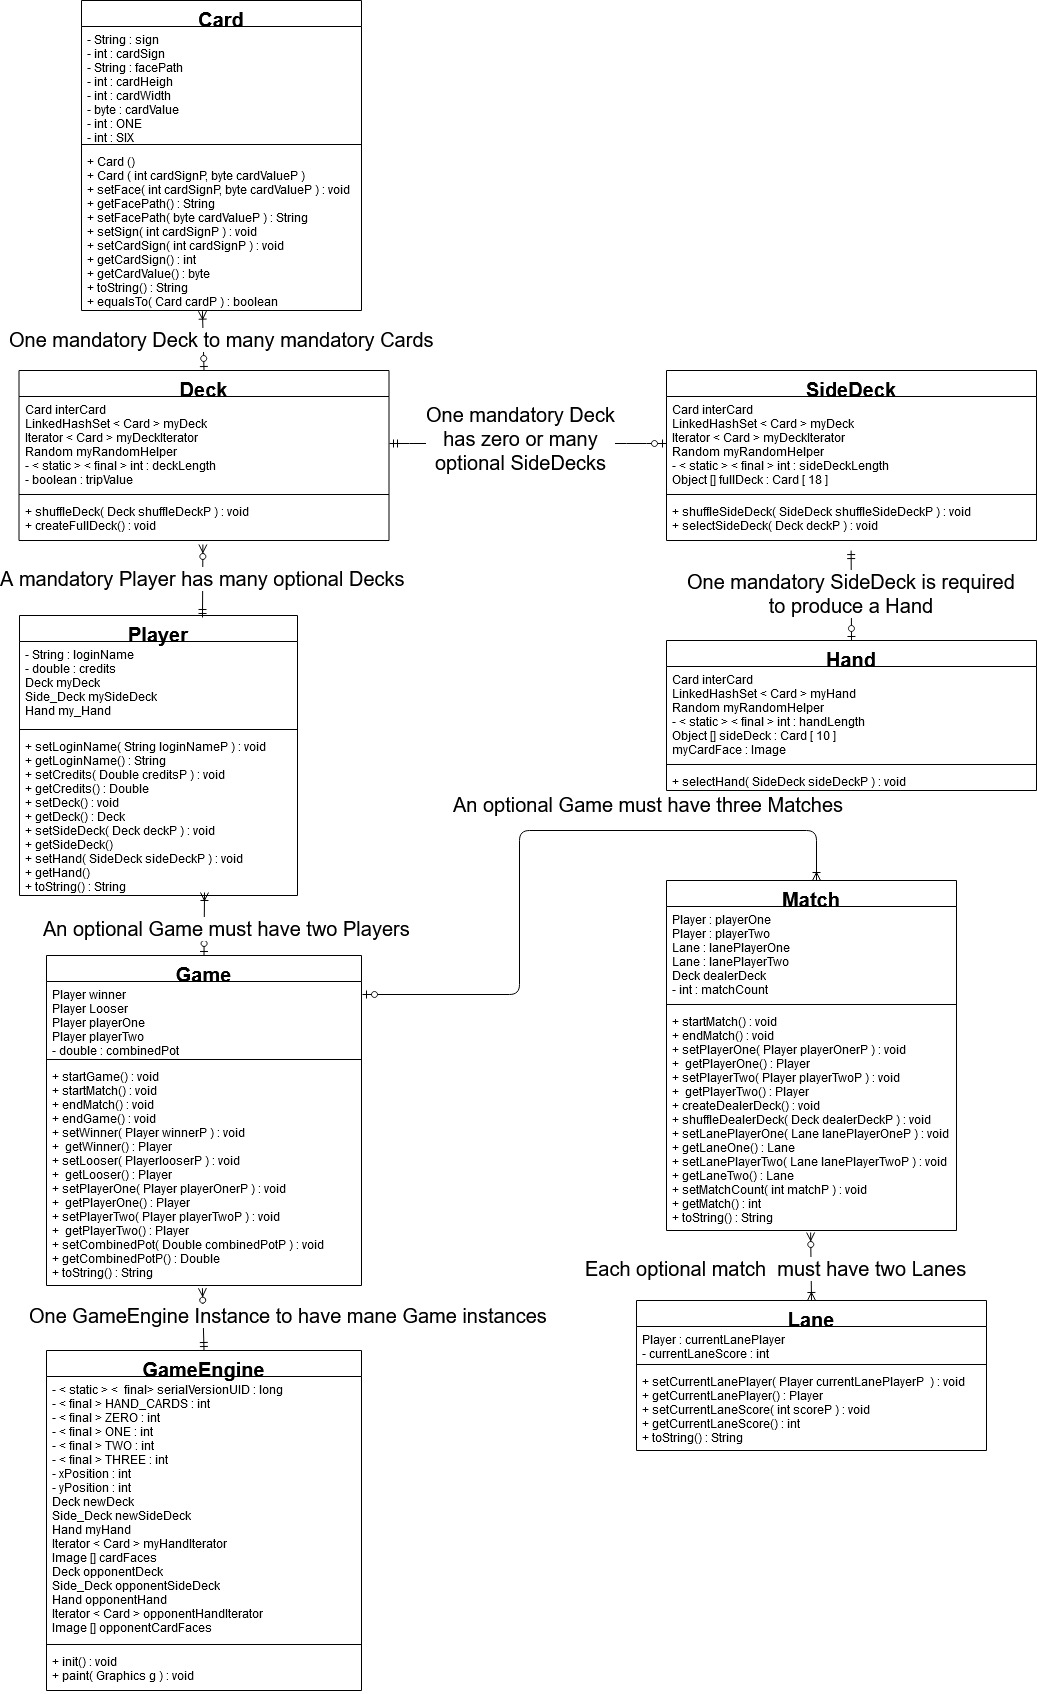 Card
- String : sign
- int : cardSign
- String : facePath
- int : cardHeigh
- int : cardWidth
- byte : cardValue
- int : ONE
- int : SIX
+ Card ()
+ Card ( int cardSignP, byte cardValueP )
+ setFace( int cardSignP, byte cardValueP ) : void
+ getFacePath() : String
+ setFacePath( byte cardValueP ) : String
+ setSign( int cardSignP ) : void
+ setCardSign( int cardSignP ) : void
+ getCardSign() : int
+ getCardValue() : byte
+ toString() : String
+ equalsTo( Card cardP ) : boolean
One mandatory Deck to many mandatory Cards
Deck
Card interCard
LinkedHashSet < Card > myDeck
Iterator < Card > myDeckIterator
Random myRandomHelper
- < static > < final > int : deckLength
- boolean : tripValue
+ shuffleDeck( Deck shuffleDeckP ) : void
+ createFullDeck() : void
One mandatory Deck
has zero or many
optional SideDecks
SideDeck
Card interCard
LinkedHashSet < Card > myDeck
Iterator < Card > myDeckIterator
Random myRandomHelper
- < static > < final > int : sideDeckLength
Object [] fullDeck : Card [ 18 ]
+ shuffleSideDeck( SideDeck shuffleSideDeckP ) : void
+ selectSideDeck( Deck deckP ) : void
A mandatory Player has many optional Decks
One mandatory SideDeck is required
to produce a Hand
Player
- String : loginName
- double : credits
Deck myDeck
Side_Deck mySideDeck
Hand my_Hand
+ setLoginName( String loginNameP ) : void
+ getLoginName() : String
+ setCredits( Double creditsP ) : void
+ getCredits() : Double
+ setDeck() : void
+ getDeck() : Deck
+ setSideDeck( Deck deckP ) : void
+ getSideDeck()
+ setHand( SideDeck sideDeckP ) : void
+ getHand()
+ toString() : String
Hand
Card interCard
LinkedHashSet < Card > myHand
Random myRandomHelper
- < static > < final > int : handLength
Object [] sideDeck : Card [ 10 ]
myCardFace : Image
+ selectHand( SideDeck sideDeckP ) : void
An optional Game must have three Matches
An optional Game must have two Players
Game
Player winner
Player Looser
Player playerOne
Player playerTwo
- double : combinedPot
+ startGame() : void
+ startMatch() : void
+ endMatch() : void
+ endGame() : void
+ setWinner( Player winnerP ) : void
+  getWinner() : Player
+ setLooser( PlayerlooserP ) : void
+  getLooser() : Player
+ setPlayerOne( Player playerOnerP ) : void
+  getPlayerOne() : Player
+ setPlayerTwo( Player playerTwoP ) : void
+  getPlayerTwo() : Player
+ setCombinedPot( Double combinedPotP ) : void
+ getCombinedPotP() : Double
+ toString() : String
Match
Player : playerOne
Player : playerTwo
Lane : lanePlayerOne
Lane : lanePlayerTwo
Deck dealerDeck
- int : matchCount
+ startMatch() : void
+ endMatch() : void
+ setPlayerOne( Player playerOnerP ) : void
+  getPlayerOne() : Player
+ setPlayerTwo( Player playerTwoP ) : void
+  getPlayerTwo() : Player
+ createDealerDeck() : void
+ shuffleDealerDeck( Deck dealerDeckP ) : void
+ setLanePlayerOne( Lane lanePlayerOneP ) : void
+ getLaneOne() : Lane
+ setLanePlayerTwo( Lane lanePlayerTwoP ) : void
+ getLaneTwo() : Lane
+ setMatchCount( int matchP ) : void
+ getMatch() : int
+ toString() : String
Each optional match  must have two Lanes
One GameEngine Instance to have mane Game instances
Lane
Player : currentLanePlayer
- currentLaneScore : int
+ setCurrentLanePlayer( Player currentLanePlayerP  ) : void
+ getCurrentLanePlayer() : Player
+ setCurrentLaneScore( int scoreP ) : void
+ getCurrentLaneScore() : int
+ toString() : String
GameEngine
- < static > <  final> serialVersionUID : long
- < final > HAND_CARDS : int
- < final > ZERO : int
- < final > ONE : int
- < final > TWO : int
- < final > THREE : int
- xPosition : int
- yPosition : int
Deck newDeck
Side_Deck newSideDeck
Hand myHand
Iterator < Card > myHandIterator
Image [] cardFaces
Deck opponentDeck
Side_Deck opponentSideDeck
Hand opponentHand
Iterator < Card > opponentHandIterator
Image [] opponentCardFaces
+ init() : void
+ paint( Graphics g ) : void